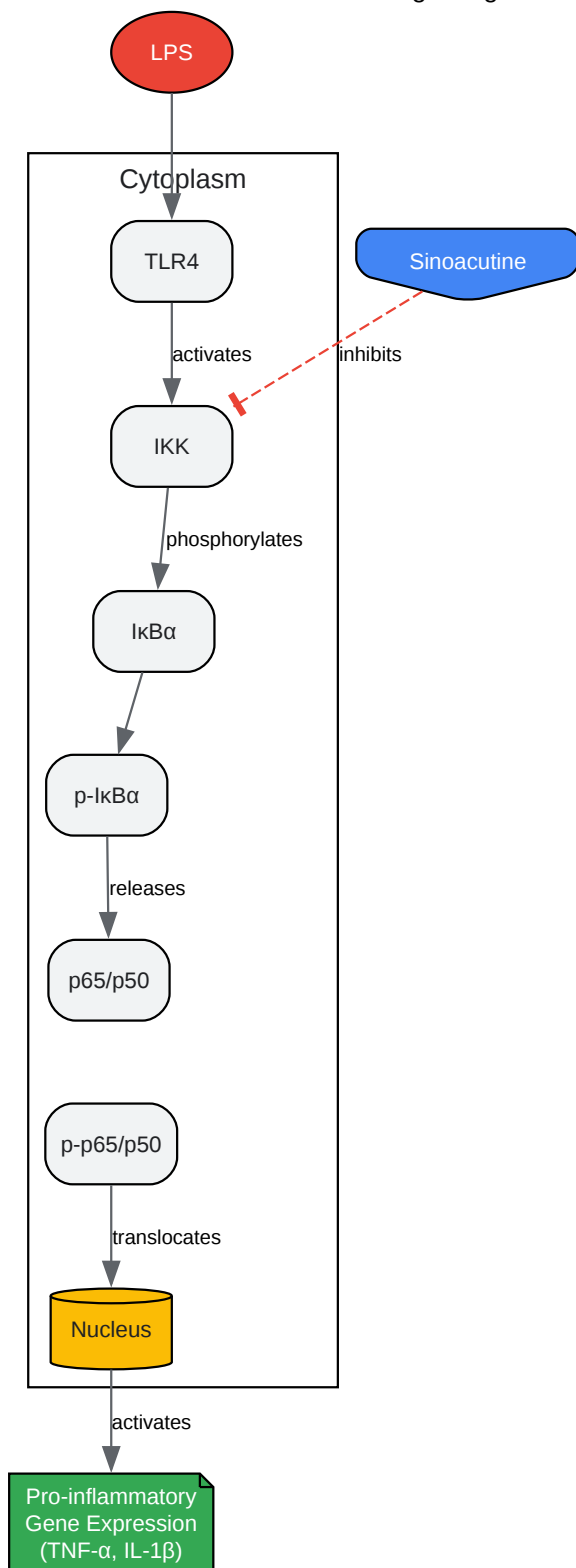 LPS
Cytoplasm
TLR4
Sinoacutine
activates
inhibits
IKK
phosphorylates
IκBα
p-IκBα
releases
p65/p50
p-p65/p50
translocates
Nucleus
activates
Pro-inflammatory
Gene Expression
(TNF-α, IL-1β)